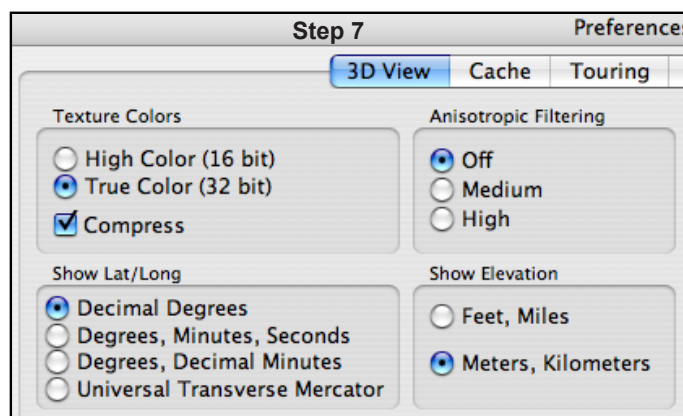 Step 7
Preferences
3D View Cache Touring
Texture Colors
High Color (16 bit)
True Color (32 bit)
Compress
Anisotropic Filtering
Off
Medium
High
Show Lat/Long
Decimal Degrees
Degrees, Minutes, Seconds
Degrees, Decimal Minutes
Universal Transverse Mercator
Show Elevation
Feet, Miles
Meters, Kilometers